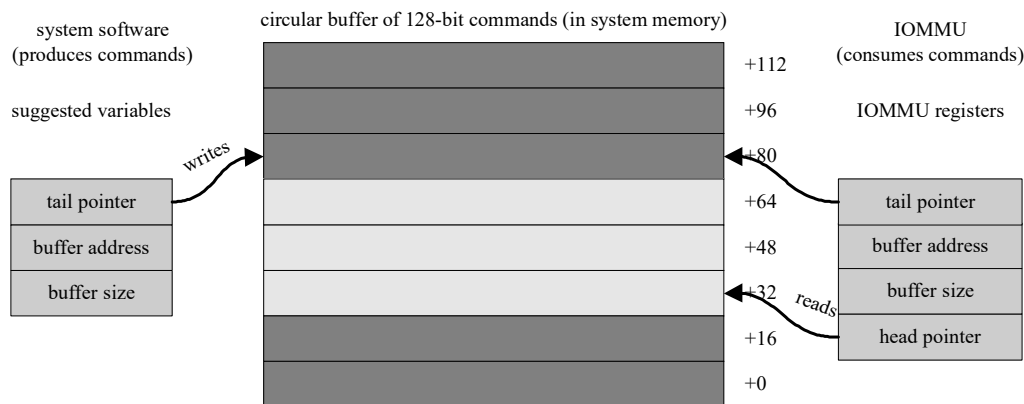 circular buffer of 128-bit commands (in system memory)
system software
(produces commands)
IOMMU
(consumes commands)
suggested variables
IOMMU registers
+112
+96
+80
+64
+48
+32
+16
+0
writes
tail pointer
buffer address
buffer size
tail pointer
buffer address
buffer size
head pointer
reads